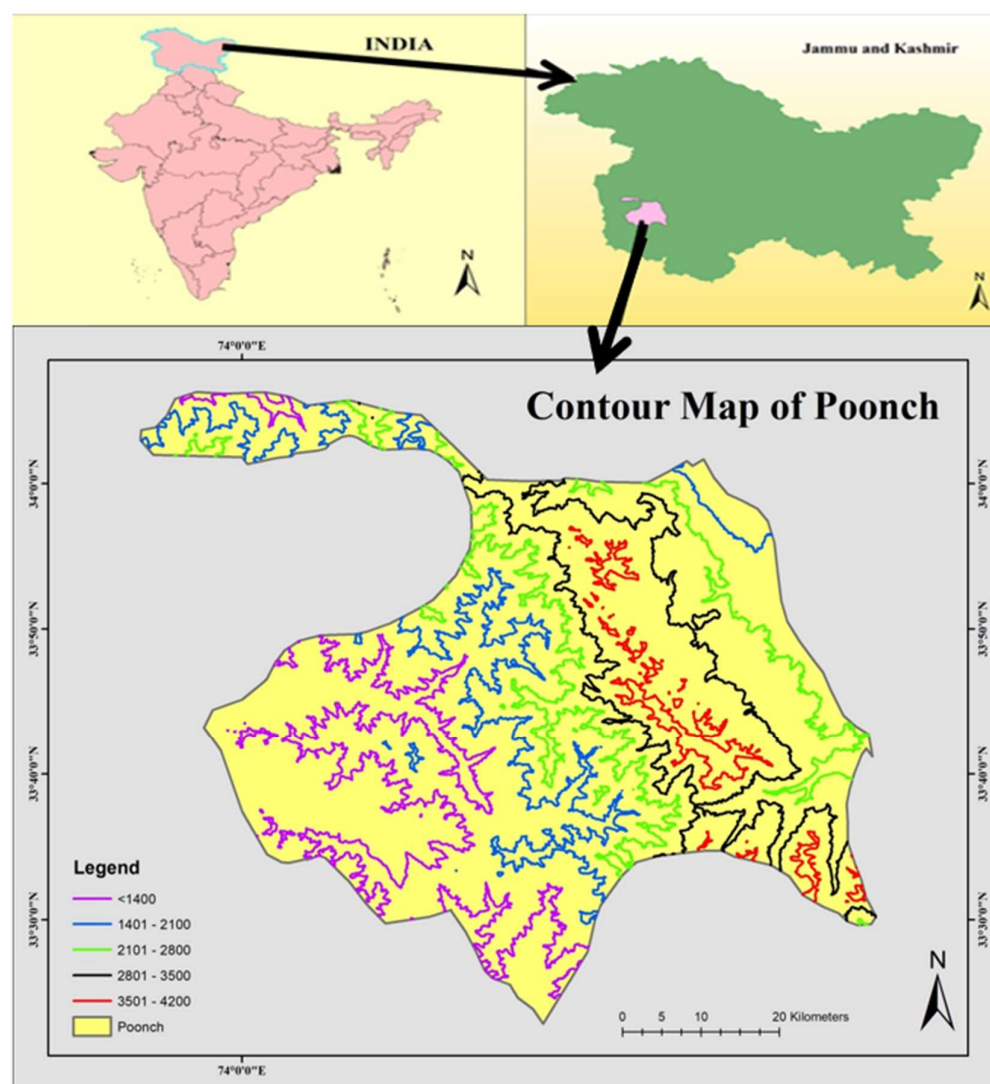 INDIA
N
Jammu and Kashmir
N
74°0'0"E
Contour Map of Poonch
34°0'0"N
33°50'0"N
33°40'0"N
33°30'0"N
34°0'0"N
33°50'0"N
33°40'0"N
33°30'0"N
Legend
<1400
1401 - 2100
2101 - 2800
2801 - 3500
3501 - 4200
Poonch
0 5 10 20 Kilometers
N
74°0'0"E